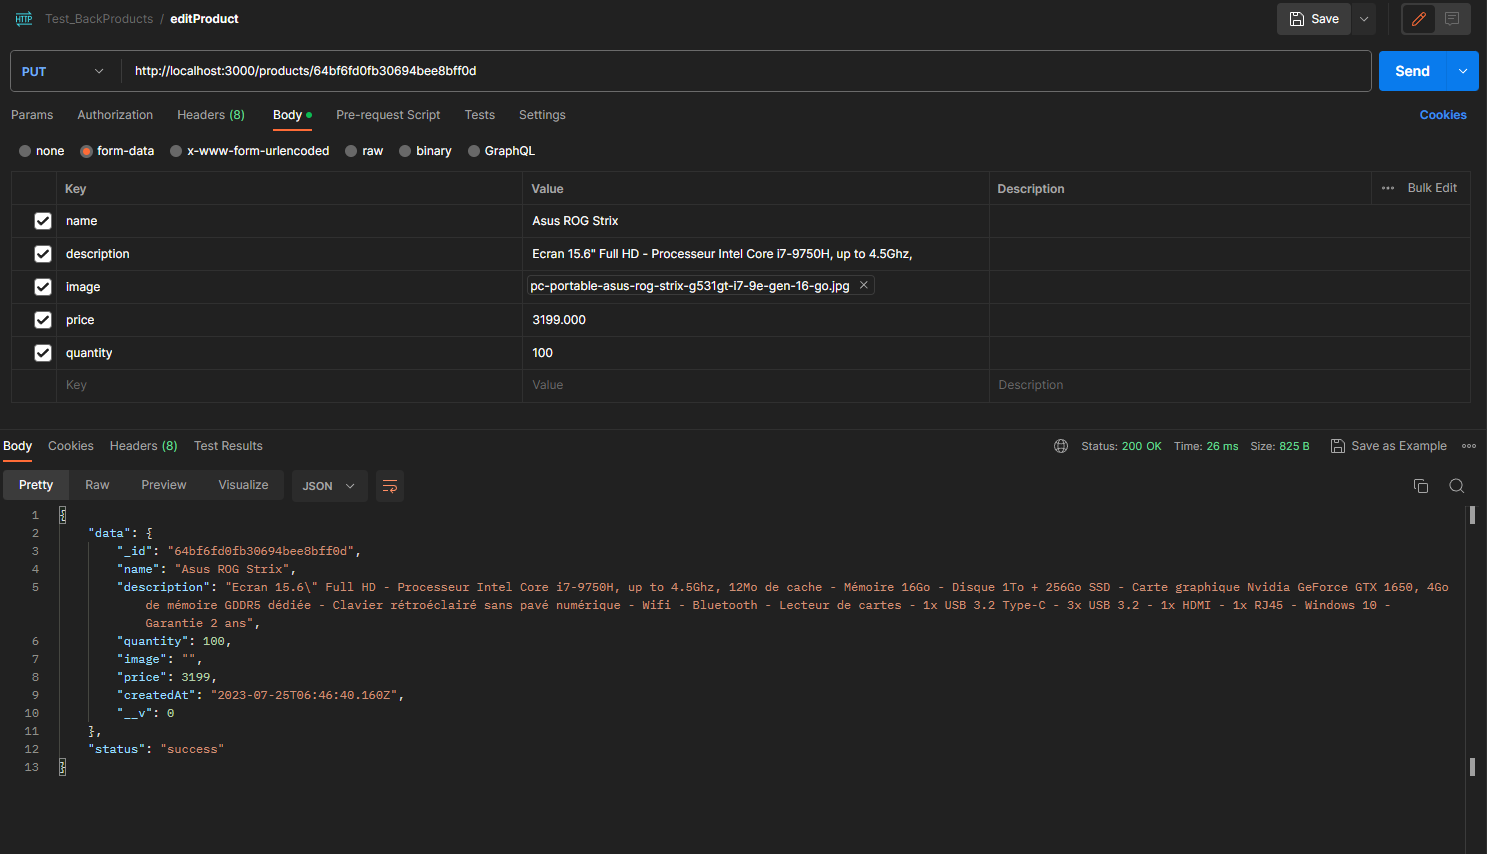 HTTP Test_BackProducts / editProduct Save
PUT http://localhost:3000/products/64bf6fd0fb30694bee8bff0d Send
Params Authorization Headers (8) Body Pre-request Script Tests Settings Cookies
none form-data x-www-form-urlencoded raw binary GraphQL
Key Value Description ••• Bulk Edit
name Asus ROG Strix
description Ecran 15.6" Full HD - Processeur Intel Core i7-9750H, up to 4.5Ghz,
image pc-portable-asus-rog-strix-g531gt-i7-9e-gen-16-go.jpg ×
price 3199.000
quantity 100
Key Value Description
Body Cookies Headers (8) Test Results Status: 200 OK Time: 26 ms Size: 825 B Save as Example
Pretty Raw Preview Visualize JSON
1 {
2 "data": {
3 "_id": "64bf6fd0fb30694bee8bff0d",
4 "name": "Asus ROG Strix",
5 "description": "Ecran 15.6\" Full HD - Processeur Intel Core i7-9750H, up to 4.5Ghz, 12Mo de cache - Mémoire 16Go - Disque 1To + 256Go SSD - Carte graphique Nvidia GeForce GTX 1650, 4Go
de mémoire GDDR5 dédiée - Clavier rétroéclairé sans pavé numérique - Wifi - Bluetooth - Lecteur de cartes - 1x USB 3.2 Type-C - 3x USB 3.2 - 1x HDMI - 1x RJ45 - Windows 10 -
Garantie 2 ans",
6 "quantity": 100,
7 "image": "",
8 "price": 3199,
9 "createdAt": "2023-07-25T06:46:40.160Z",
10 "__v": 0
11 },
12 "status": "success"
13 }